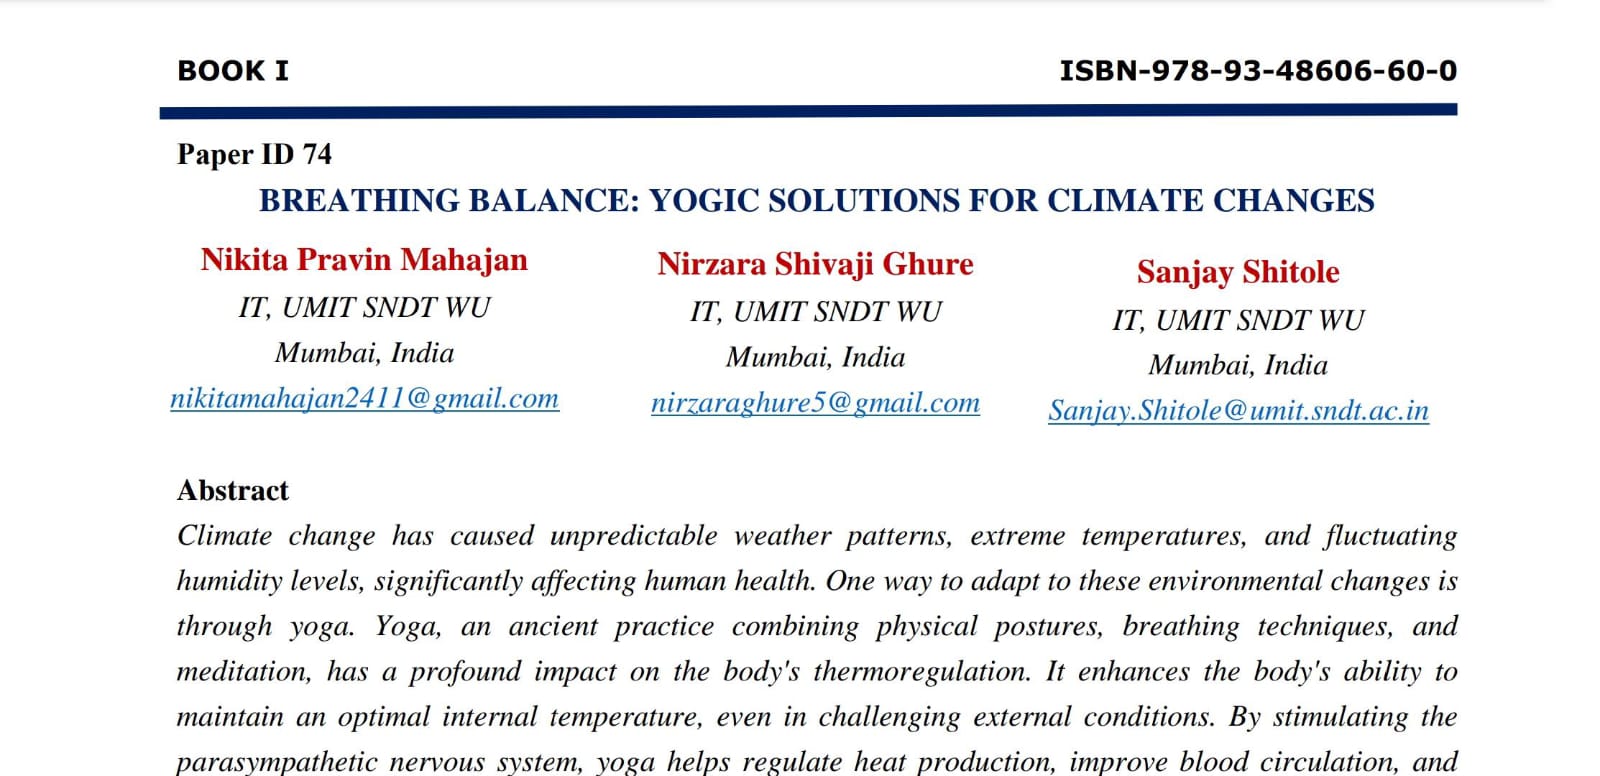 BOOK I
ISBN-978-93-48606-60-0
Paper ID 74
BREATHING BALANCE: YOGIC SOLUTIONS FOR CLIMATE CHANGES
Nikita Pravin Mahajan
IT, UMIT SNDT WU
Mumbai, India
nikitamahajan2411@gmail.com
Nirzara Shivaji Ghure
IT, UMIT SNDT WU
Mumbai, India
nirzaraghure5@gmail.com
Sanjay Shitole
IT, UMIT SNDT WU
Mumbai, India
Sanjay.Shitole@umit.sndt.ac.in
Abstract
Climate change has caused unpredictable weather patterns, extreme temperatures, and fluctuating
humidity levels, significantly affecting human health. One way to adapt to these environmental changes is
through yoga. Yoga, an ancient practice combining physical postures, breathing techniques, and
meditation, has a profound impact on the body's thermoregulation. It enhances the body's ability to
maintain an optimal internal temperature, even in challenging external conditions. By stimulating the
parasympathetic nervous system, yoga helps regulate heat production, improve blood circulation, and